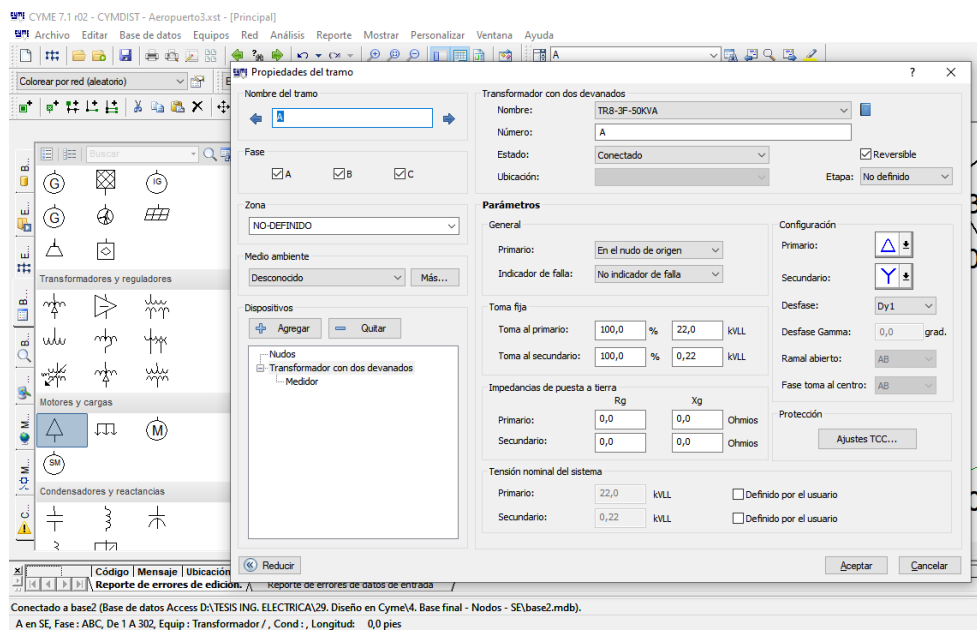 CYME 7.1 r02 - CYMDIST - Aeropuerto3.xst - [Principal]
Archivo Editar Base de datos Equipos Red Análisis Reporte Mostrar Personalizar Ventana Ayuda
A
Colorear por red (aleatorio)
Buscar
G
IG
G
Transformadores y reguladores
Motores y cargas
M
SM
Condensadores y reactancias
Propiedades del tramo
? ×
Nombre del tramo
A
Fase
A B C
Zona
NO-DEFINIDO
Medio ambiente
Desconocido Más...
Dispositivos
Agregar Quitar
Nudos
Transformador con dos devanados
Medidor
Transformador con dos devanados
Nombre: TR8-3F-50KVA
Número: A
Estado: Conectado Reversible
Ubicación: Etapa: No definido
Parámetros
General
Primario: En el nudo de origen
Indicador de falla: No indicador de falla
Toma fija
Toma al primario: 100,0 % 22,0 kVLL
Toma al secundario: 100,0 % 0,22 kVLL
Impedancias de puesta a tierra
Rg Xg
Primario: 0,0 0,0 Ohmios
Secundario: 0,0 0,0 Ohmios
Configuración
Primario:
Secundario:
Desfase: Dy1
Desfase Gamma: 0,0 grad.
Ramal abierto: AB
Fase toma al centro: AB
Protección
Ajustes TCC...
Tensión nominal del sistema
Primario: 22,0 kVLL Definido por el usuario
Secundario: 0,22 kVLL Definido por el usuario
Reducir Aceptar Cancelar
Código Mensaje Ubicación
Reporte de errores de edición. Reporte de errores de datos de entrada
Conectado a base2 (Base de datos Access D:\TESIS ING. ELECTRICA\29. Diseño en Cyme\4. Base final - Nodos - SE\base2.mdb).
A en SE, Fase : ABC, De 1 A 302, Equip : Transformador / , Cond : , Longitud: 0,0 pies